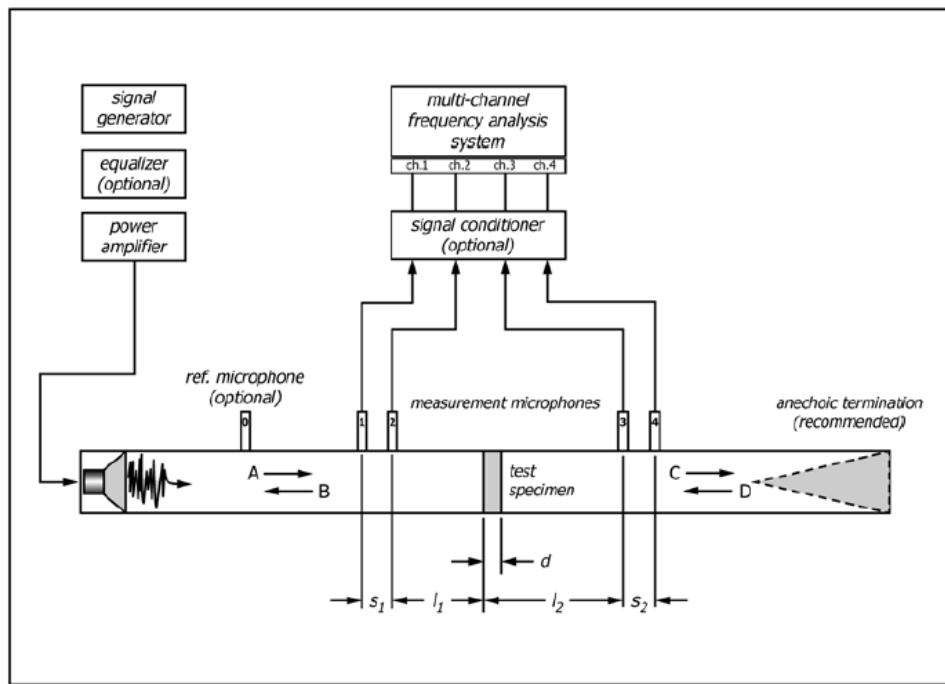 signal
generator
equalizer
(optional)
power
amplifier
multi-channel
frequency analysis
system
ch.1 ch.2 ch.3 ch.4
signal conditioner
(optional)
ref. microphone
(optional)
measurement microphones
anechoic termination
(recommended)
0
1
2
3
4
A
B
test
specimen
C
D
d
s1
l1
l2
s2